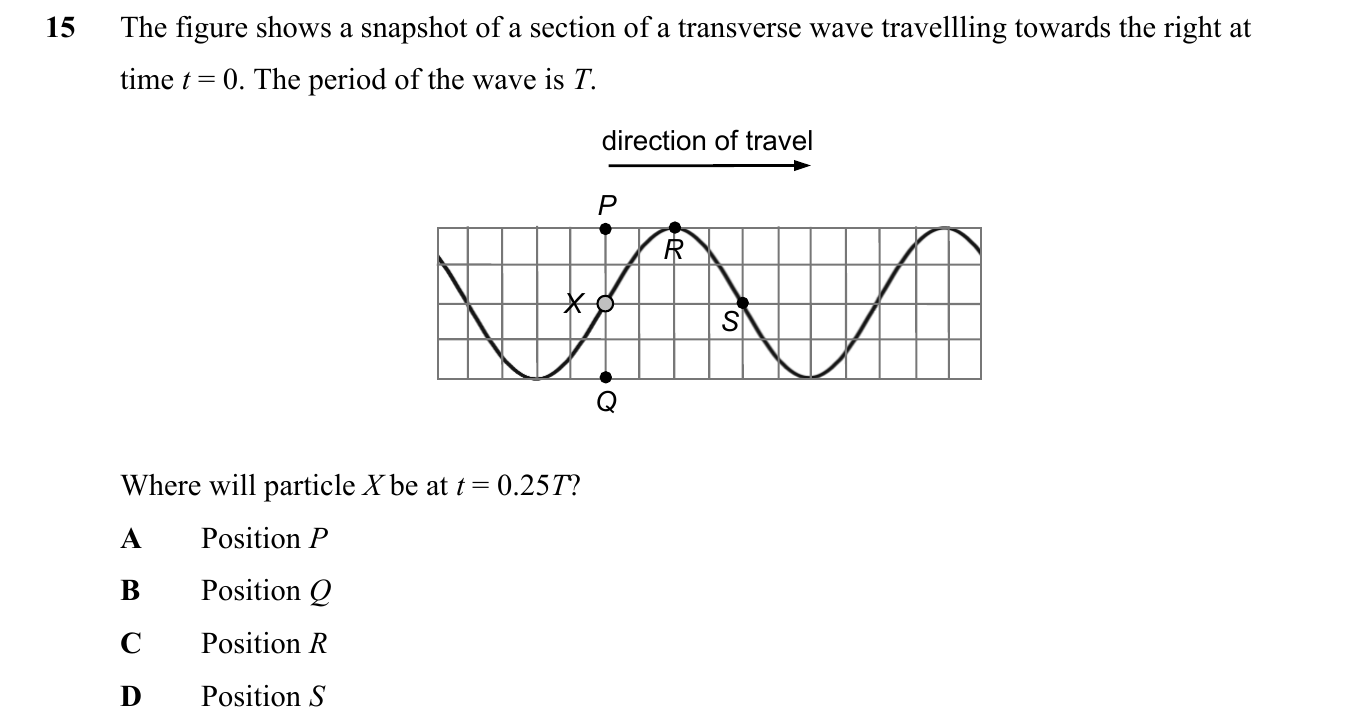 15 The figure shows a snapshot of a section of a transverse wave travellling towards the right at
time t = 0. The period of the wave is T.
direction of travel
P
R
X
S
Q
Where will particle X be at t = 0.25T?
A Position P
B Position Q
C Position R
D Position S